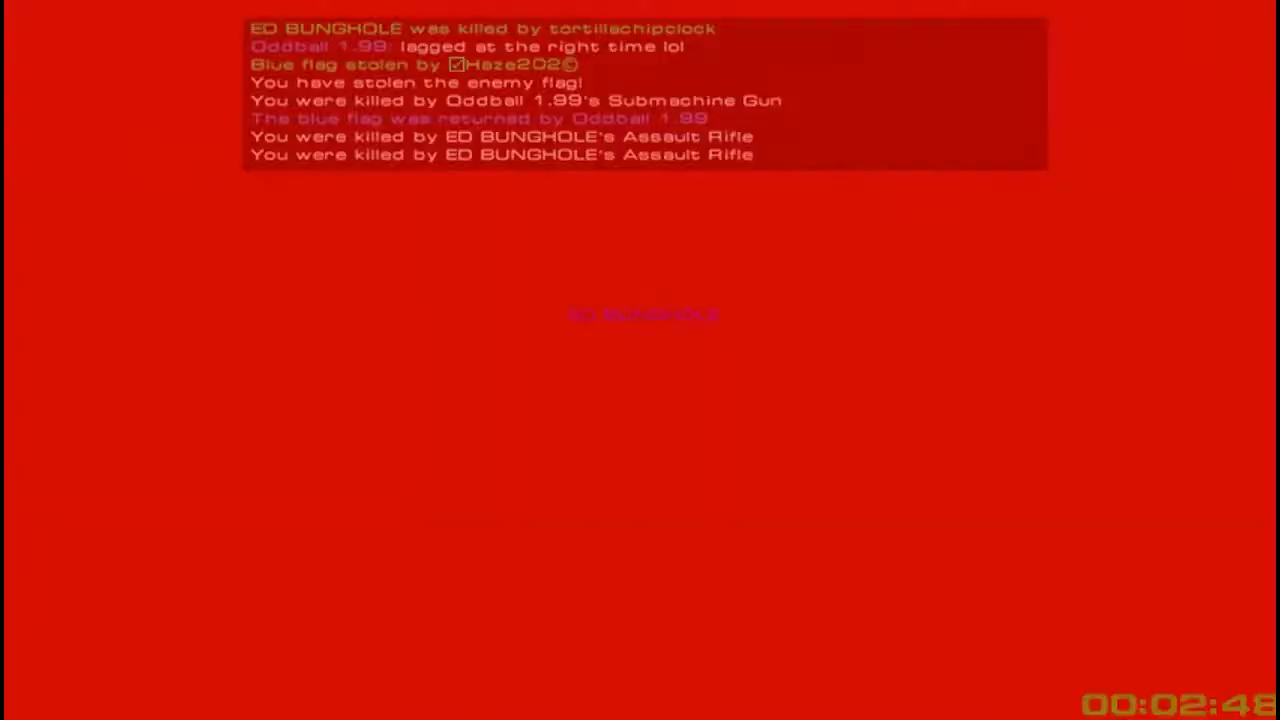 ED BUNGHOLE was killed by tortillachipclock
Oddball 1.99: lagged at the right time lol
Blue flag stolen by ☑Haze202©
You have stolen the enemy flag!
You were killed by Oddball 1.99's Submachine Gun
The blue flag was returned by Oddball 1.99
You were killed by ED BUNGHOLE's Assault Rifle
You were killed by ED BUNGHOLE's Assault Rifle
ED BUNGHOLE
00:02:48